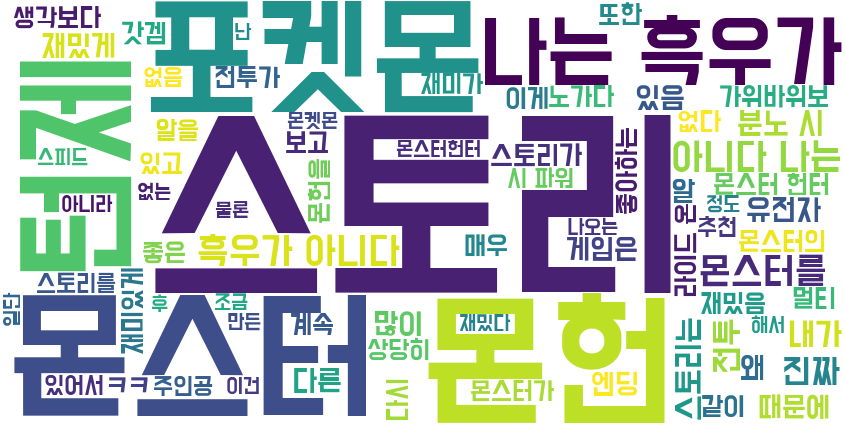 생각보다
갓겜
난
포켓몬
나는 흑우가
또한
재밌게
없음
전투가
재미가
이게
노가다
있음
가위바위보
스피드
알을
몬켓몬
보고
몬스터헌터
스토리가
좋아하는
없다
분노 시
아니다 나는
있고
몬헌을
시 파워
알
몬스터 헌터
아니라
없는
물론
스토리
나오는
라이드 온
정도
유전자
좋은
흑우가 아니다
매우
게임은
추천
몬스터의
스토리를
몬스터를
일단
재미있게
후
조금
만든
계속
많이
재밌다
재밌음
멀티
몬스터
상당히
몬헌
스토리는
전투
해서
내가
있어서ㅋㅋ
주인공
이건
다른
다시
몬스터가
엔딩
왜
진짜
같이
때문에